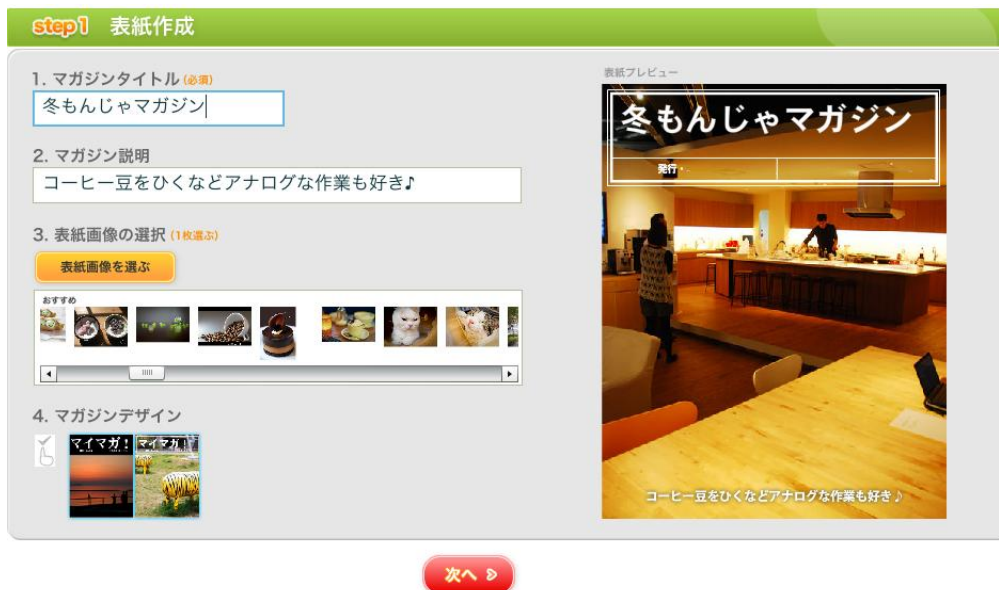 step1 表紙作成
1. マガジンタイトル (必須)
冬もんじゃマガジン
2. マガジン説明
コーヒー豆をひくなどアナログな作業も好き♪
3. 表紙画像の選択 (1枚選ぶ)
表紙画像を選ぶ
おすすめ
4. マガジンデザイン
マイマガ!
マイマガ!
表紙プレビュー
冬もんじゃマガジン
発行・
コーヒー豆をひくなどアナログな作業も好き♪
次へ